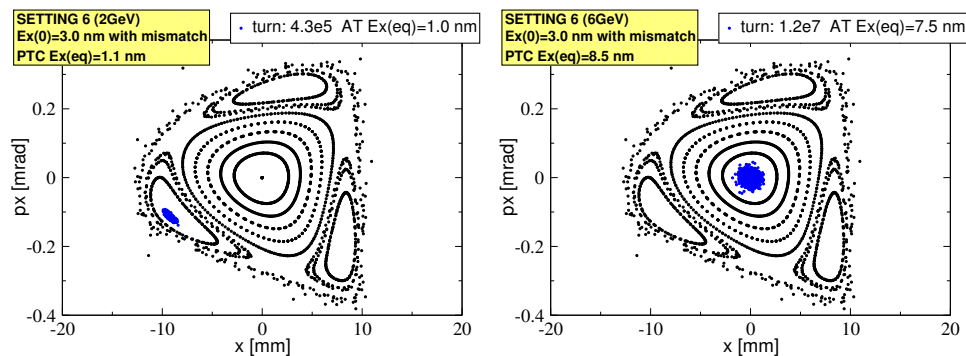 SETTING 6 (2GeV)
Ex(0)=3.0 nm with mismatch
PTC Ex(eq)=1.1 nm
turn: 4.3e5 AT Ex(eq)=1.0 nm
px [mrad]
0.2
0
-0.2
-0.4
-20
-10
0
10
20
x [mm]
SETTING 6 (6GeV)
Ex(0)=3.0 nm with mismatch
PTC Ex(eq)=8.5 nm
turn: 1.2e7 AT Ex(eq)=7.5 nm
px [mrad]
0.2
0
-0.2
-0.4
-20
-10
0
10
20
x [mm]